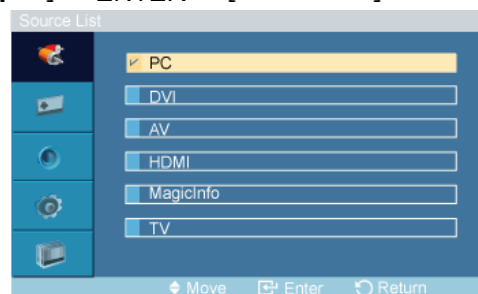 Source List
PC
DVI
AV
HDMI
MagicInfo
TV
Move Enter Return